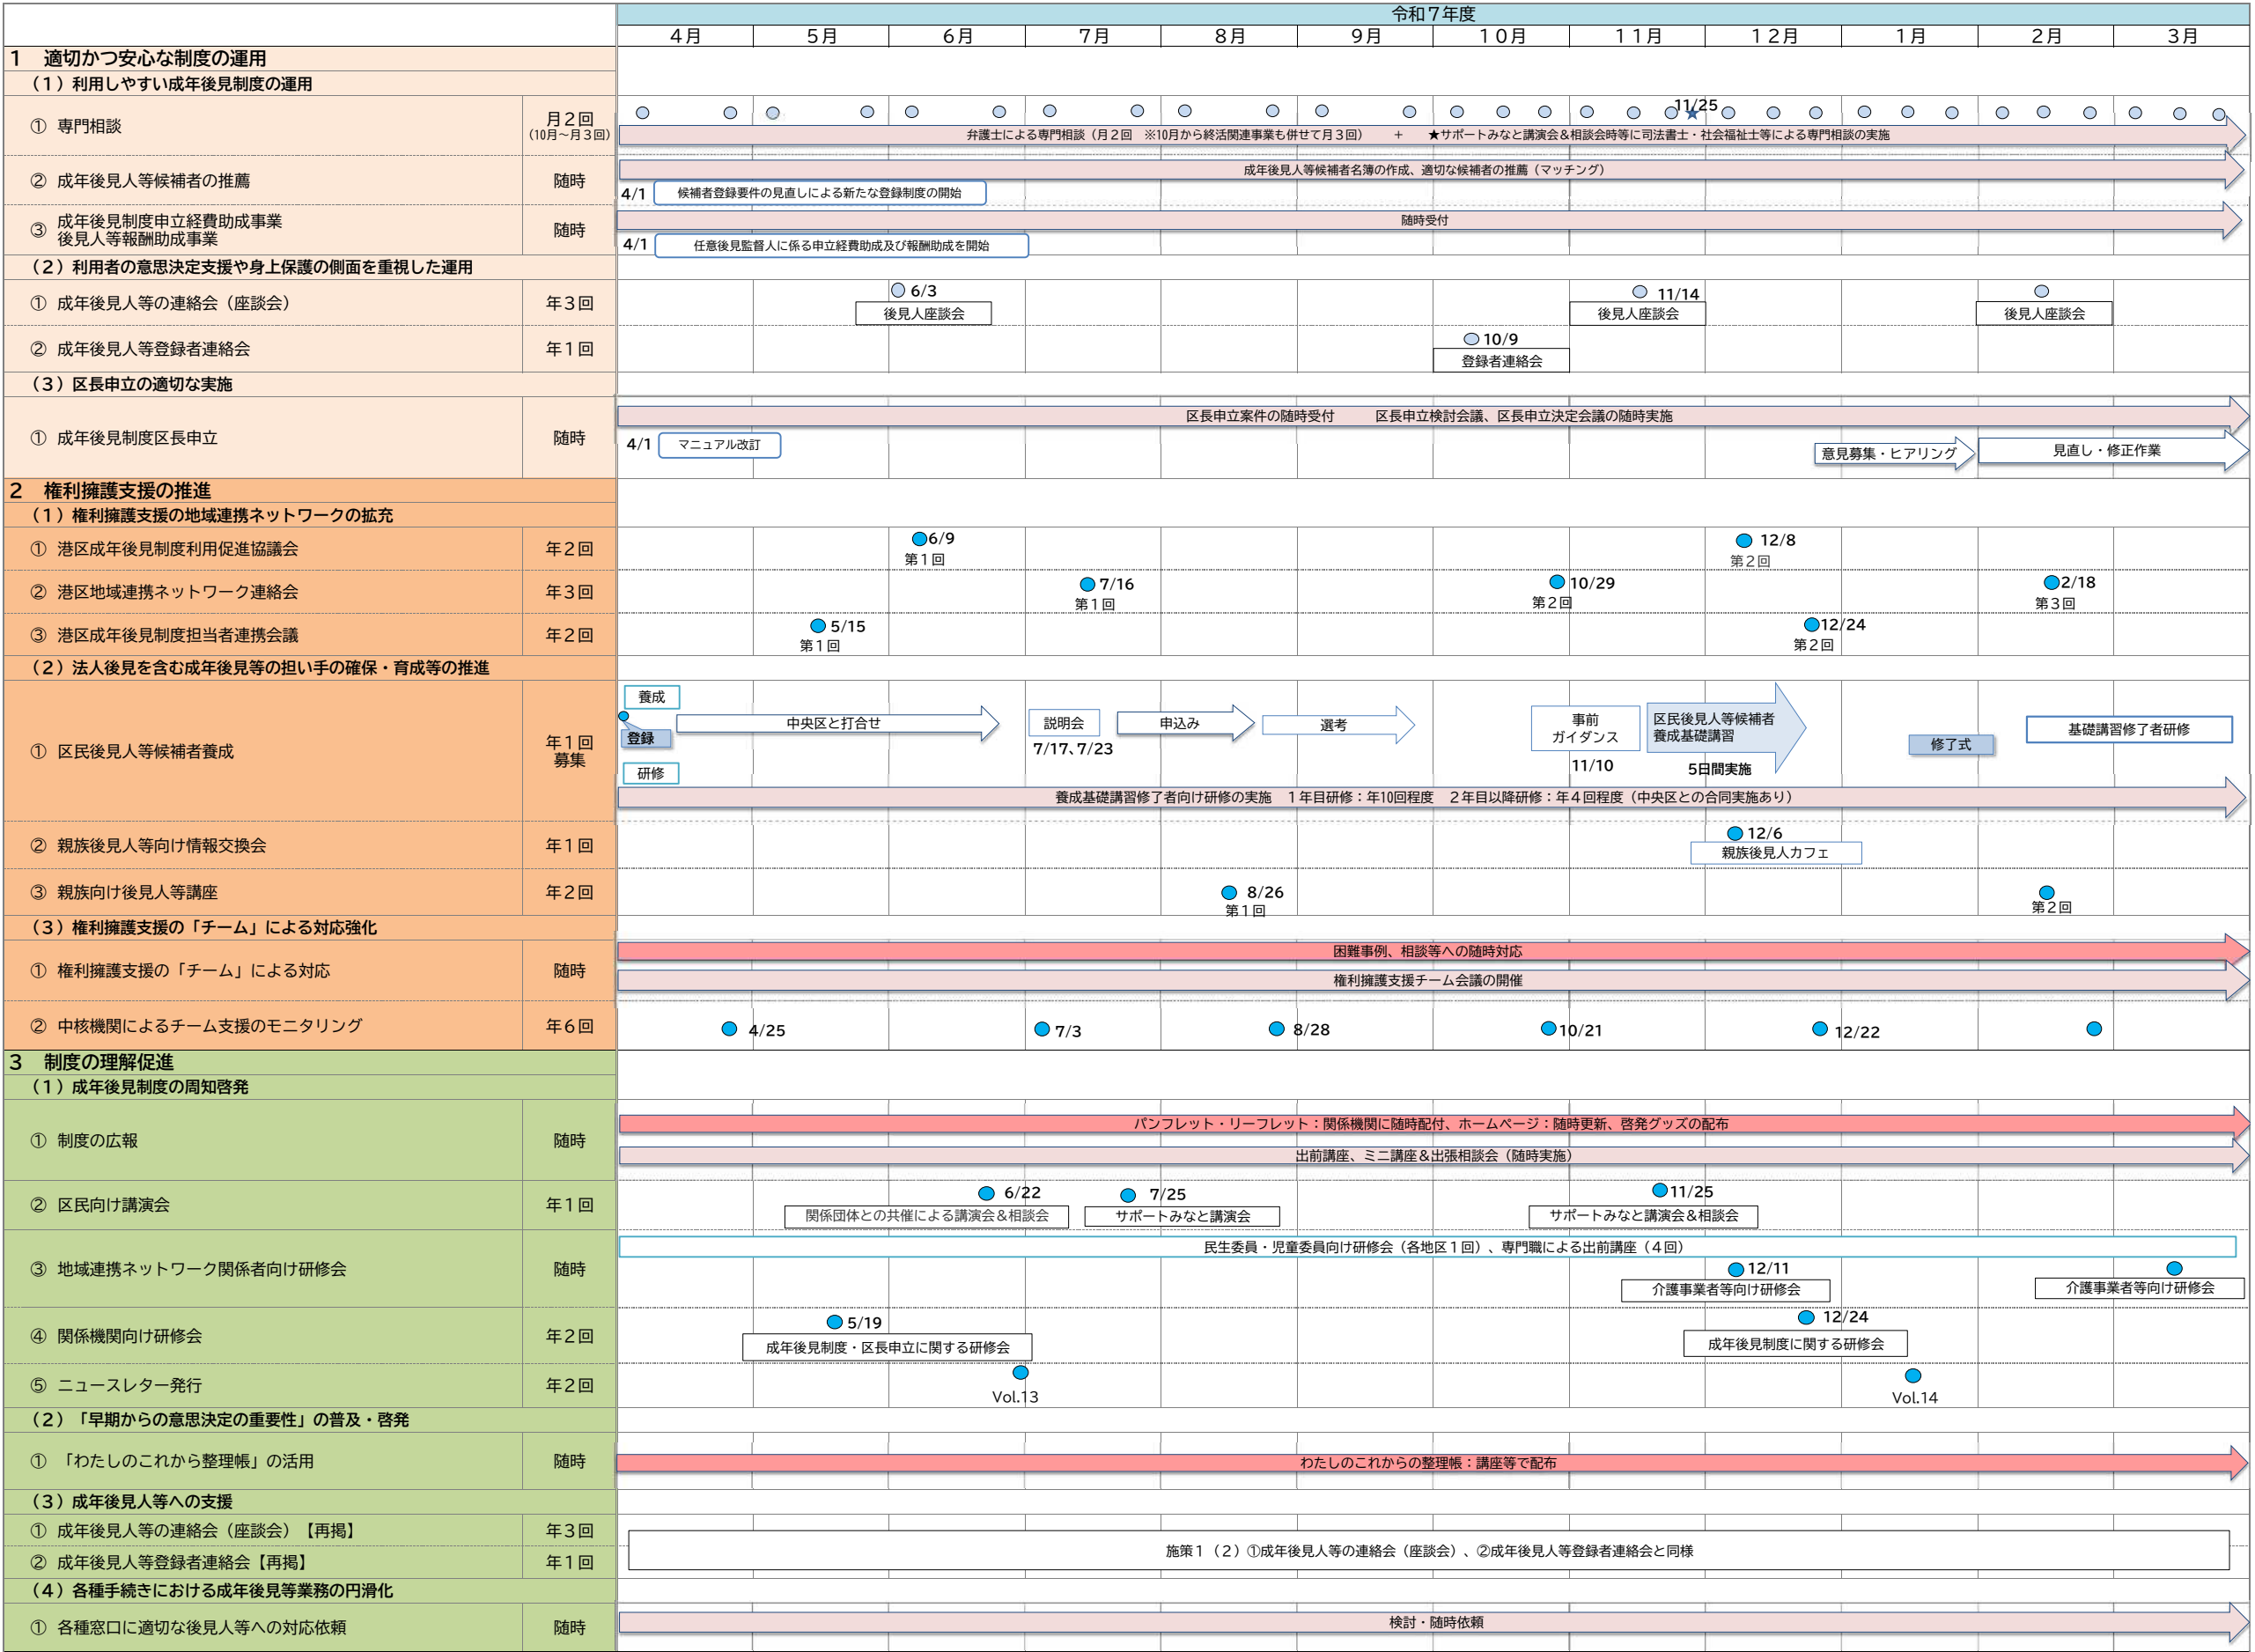 令和７年度
４月 ５月 ６月 ７月 ８月 ９月 １０月 １１月 １２月 １月 ２月 ３月
１　適切かつ安心な制度の運用
（１）利用しやすい成年後見制度の運用
① 専門相談
月２回
（10月～月３回）
11/25
弁護士による専門相談（月２回　※10月から終活関連事業も併せて月３回）　　＋　　★サポートみなと講演会＆相談会時等に司法書士・社会福祉士等による専門相談の実施
② 成年後見人等候補者の推薦
随時
成年後見人等候補者名簿の作成、適切な候補者の推薦（マッチング）
4/1 候補者登録要件の見直しによる新たな登録制度の開始
③ 成年後見制度申立経費助成事業
後見人等報酬助成事業
随時
随時受付
4/1 任意後見監督人に係る申立経費助成及び報酬助成を開始
（２）利用者の意思決定支援や身上保護の側面を重視した運用
① 成年後見人等の連絡会（座談会）
年３回
6/3
後見人座談会
11/14
後見人座談会
後見人座談会
② 成年後見人等登録者連絡会
年１回
10/9
登録者連絡会
（３）区長申立の適切な実施
① 成年後見制度区長申立
随時
区長申立案件の随時受付　　　区長申立検討会議、区長申立決定会議の随時実施
4/1 マニュアル改訂
意見募集・ヒアリング
見直し・修正作業
２　権利擁護支援の推進
（１）権利擁護支援の地域連携ネットワークの拡充
① 港区成年後見制度利用促進協議会
年２回
6/9
第１回
12/8
第２回
② 港区地域連携ネットワーク連絡会
年３回
7/16
第１回
10/29
第２回
2/18
第３回
③ 港区成年後見制度担当者連携会議
年２回
5/15
第１回
12/24
第２回
（２）法人後見を含む成年後見等の担い手の確保・育成等の推進
① 区民後見人等候補者養成
年１回
募集
養成
登録
研修
中央区と打合せ
説明会
7/17、7/23
申込み
選考
事前
ガイダンス
11/10
区民後見人等候補者
養成基礎講習
5日間実施
修了式
基礎講習修了者研修
養成基礎講習修了者向け研修の実施　１年目研修：年10回程度　２年目以降研修：年４回程度（中央区との合同実施あり）
② 親族後見人等向け情報交換会
年１回
12/6
親族後見人カフェ
③ 親族向け後見人等講座
年２回
8/26
第１回
第２回
（３）権利擁護支援の「チーム」による対応強化
① 権利擁護支援の「チーム」による対応
随時
困難事例、相談等への随時対応
権利擁護支援チーム会議の開催
② 中核機関によるチーム支援のモニタリング
年６回
4/25
7/3
8/28
10/21
12/22
３　制度の理解促進
（１）成年後見制度の周知啓発
① 制度の広報
随時
パンフレット・リーフレット：関係機関に随時配付、ホームページ：随時更新、啓発グッズの配布
出前講座、ミニ講座＆出張相談会（随時実施）
② 区民向け講演会
年１回
6/22
関係団体との共催による講演会＆相談会
7/25
サポートみなと講演会
11/25
サポートみなと講演会＆相談会
③ 地域連携ネットワーク関係者向け研修会
随時
民生委員・児童委員向け研修会（各地区１回）、専門職による出前講座（４回）
12/11
介護事業者等向け研修会
介護事業者等向け研修会
④ 関係機関向け研修会
年２回
5/19
成年後見制度・区長申立に関する研修会
12/24
成年後見制度に関する研修会
⑤ ニュースレター発行
年２回
Vol.13
Vol.14
（２）「早期からの意思決定の重要性」の普及・啓発
① 「わたしのこれから整理帳」の活用
随時
わたしのこれからの整理帳：講座等で配布
（３）成年後見人等への支援
① 成年後見人等の連絡会（座談会）【再掲】
年３回
② 成年後見人等登録者連絡会【再掲】
年１回
施策１（２）①成年後見人等の連絡会（座談会）、②成年後見人等登録者連絡会と同様
（４）各種手続きにおける成年後見等業務の円滑化
① 各種窓口に適切な後見人等への対応依頼
随時
検討・随時依頼